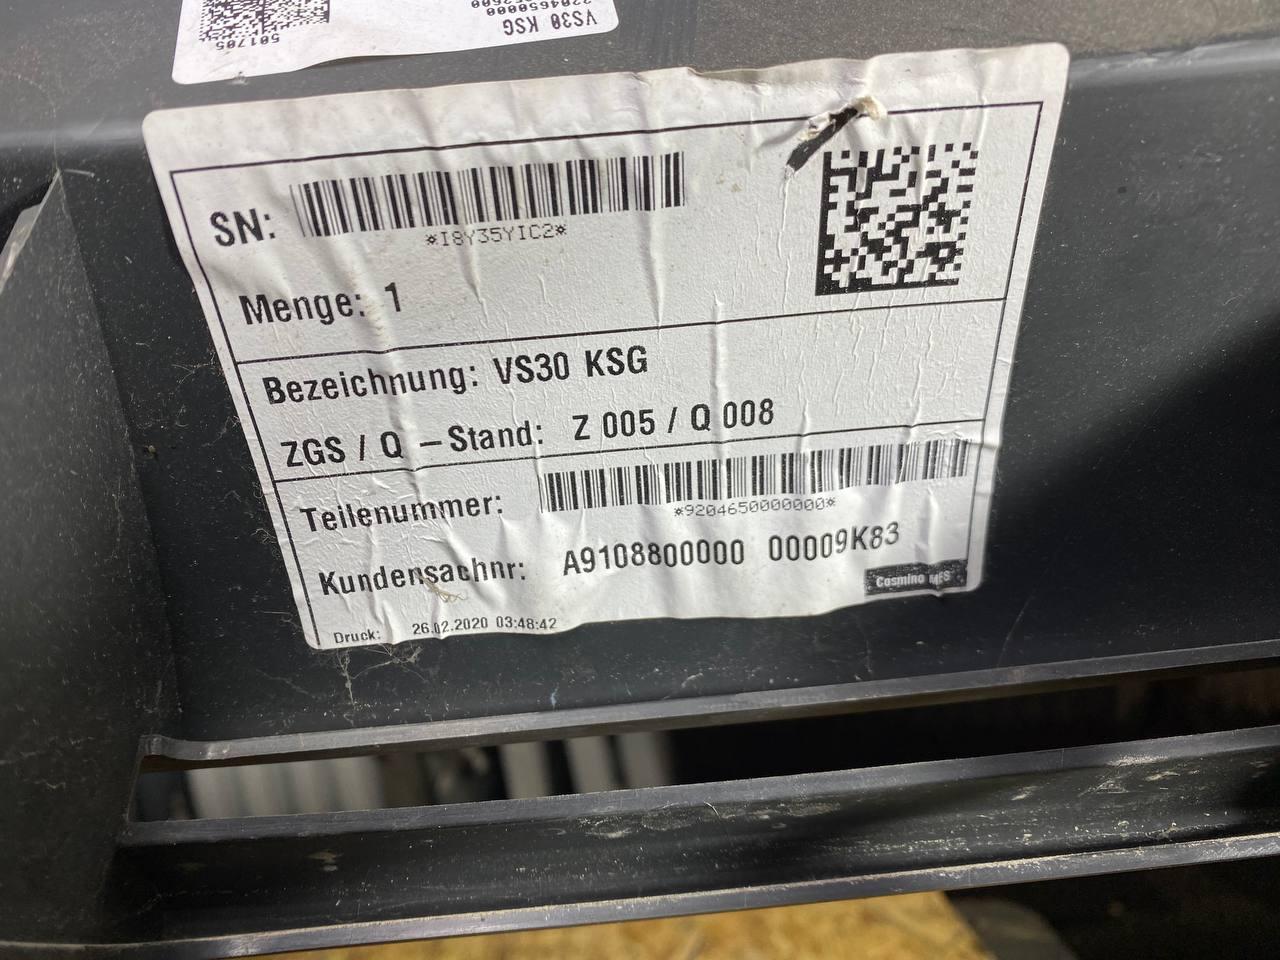 VS30 KSG
501705
SN:
*I8Y35YIC2*
Menge: 1
Bezeichnung: VS30 KSG
ZGS / Q – Stand: Z 005 / Q 008
Teilenummer:
*9204650000000*
Kundensachnr: A9108800000 00009K83
Cosmino MES
Druck: 26.02.2020 03:48:42